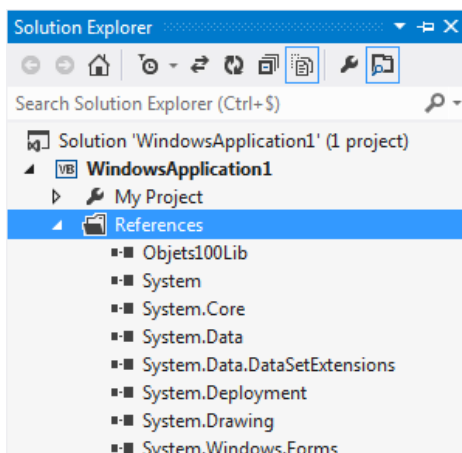 Solution Explorer
Search Solution Explorer (Ctrl+$)
Solution 'WindowsApplication1' (1 project)
VB WindowsApplication1
My Project
References
Objets100Lib
System
System.Core
System.Data
System.Data.DataSetExtensions
System.Deployment
System.Drawing
System.Windows.Forms